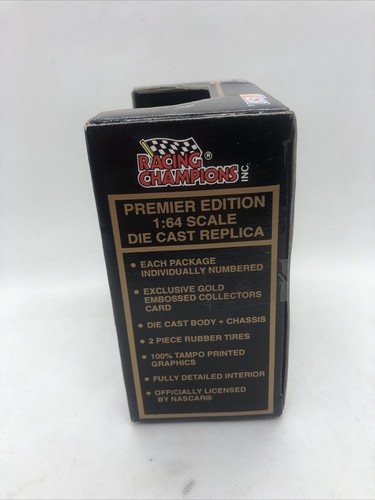 RACING®
CHAMPIONS INC.
PREMIER EDITION
1:64 SCALE
DIE CAST REPLICA
• EACH PACKAGE
INDIVIDUALLY NUMBERED
• EXCLUSIVE GOLD
EMBOSSED COLLECTORS
CARD
• DIE CAST BODY + CHASSIS
• 2 PIECE RUBBER TIRES
• 100% TAMPO PRINTED
GRAPHICS
• FULLY DETAILED INTERIOR
• OFFICIALLY LICENSED
BY NASCAR®